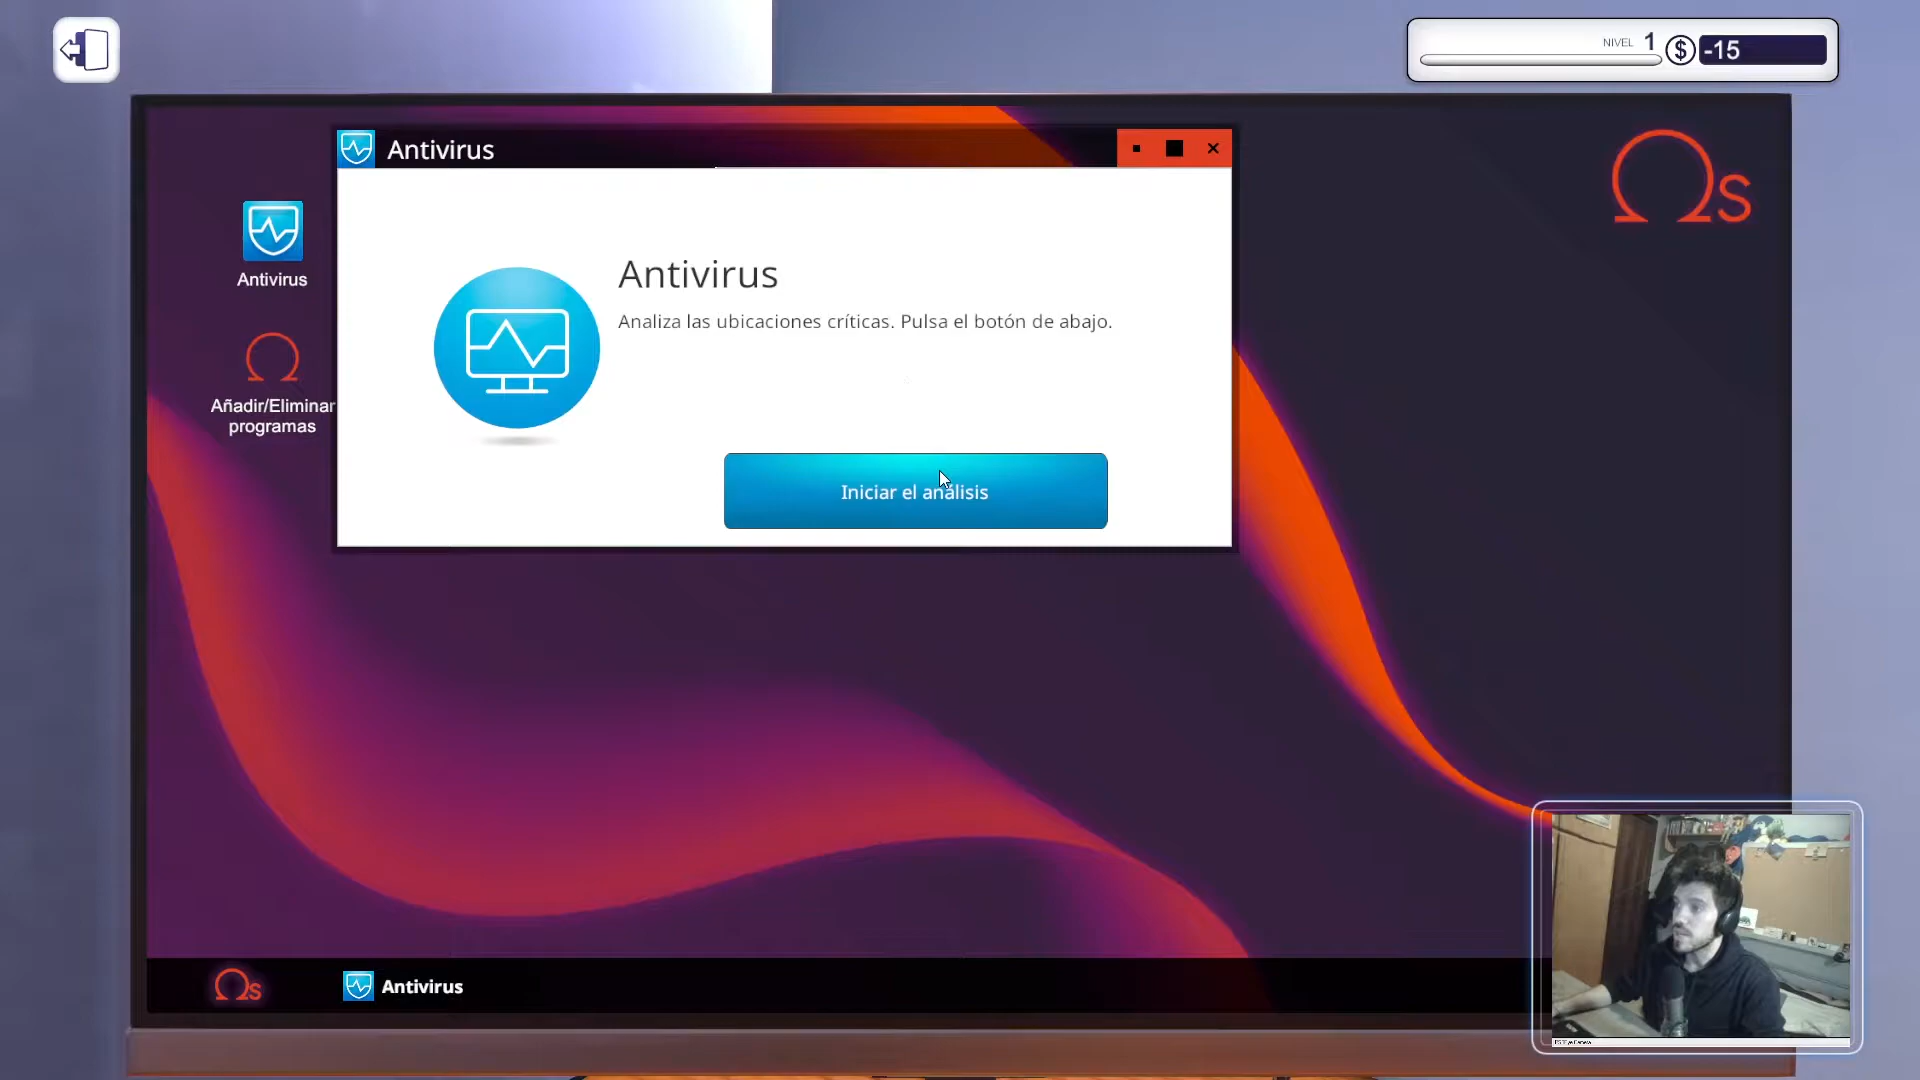 NIVEL 1 $ -15
Antivirus
Ωs
Antivirus
Analiza las ubicaciones críticas. Pulsa el botón de abajo.
Antivirus
Añadir/Eliminar
programas
Iniciar el análisis
Ωs
Antivirus